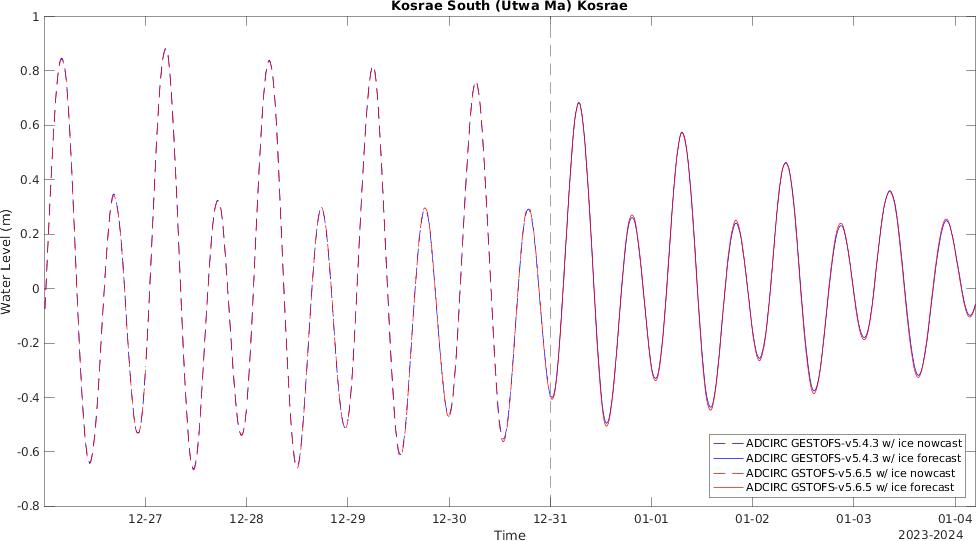 Kosrae South (Utwa Ma) Kosrae
1
0.8
0.6
0.4
0.2
0
-0.2
-0.4
-0.6
-0.8
Water Level (m)
ADCIRC GESTOFS-v5.4.3 w/ ice nowcast
ADCIRC GESTOFS-v5.4.3 w/ ice forecast
ADCIRC GSTOFS-v5.6.5 w/ ice nowcast
ADCIRC GSTOFS-v5.6.5 w/ ice forecast
12-27 12-28 12-29 12-30 12-31 01-01 01-02 01-03 01-04
Time
2023-2024